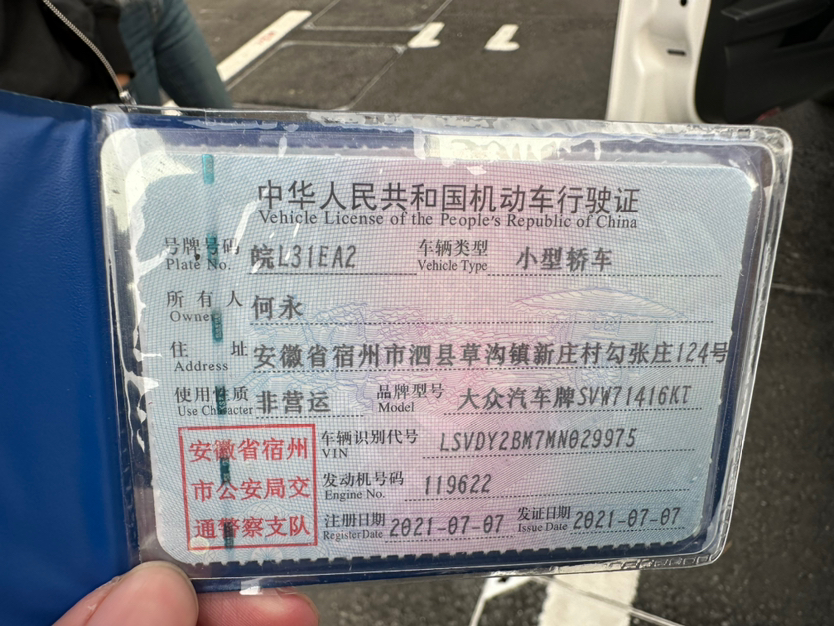 中华人民共和国机动车行驶证
Vehicle License of the People's Republic of China
号牌号码 皖L31EA2 车辆类型 小型轿车
Plate No. Vehicle Type
所有人 何永
Owner
住址 安徽省宿州市泗县草沟镇新庄村勾张庄124号
Address
使用性质 非营运 品牌型号 大众汽车牌SVW71416KT
Use Character Model
安徽省宿州
市公安局交
通警察支队
车辆识别代号 LSVDY2BM7MN029975
VIN
发动机号码 119622
Engine No.
注册日期 2021-07-07 发证日期 2021-07-07
Register Date Issue Date